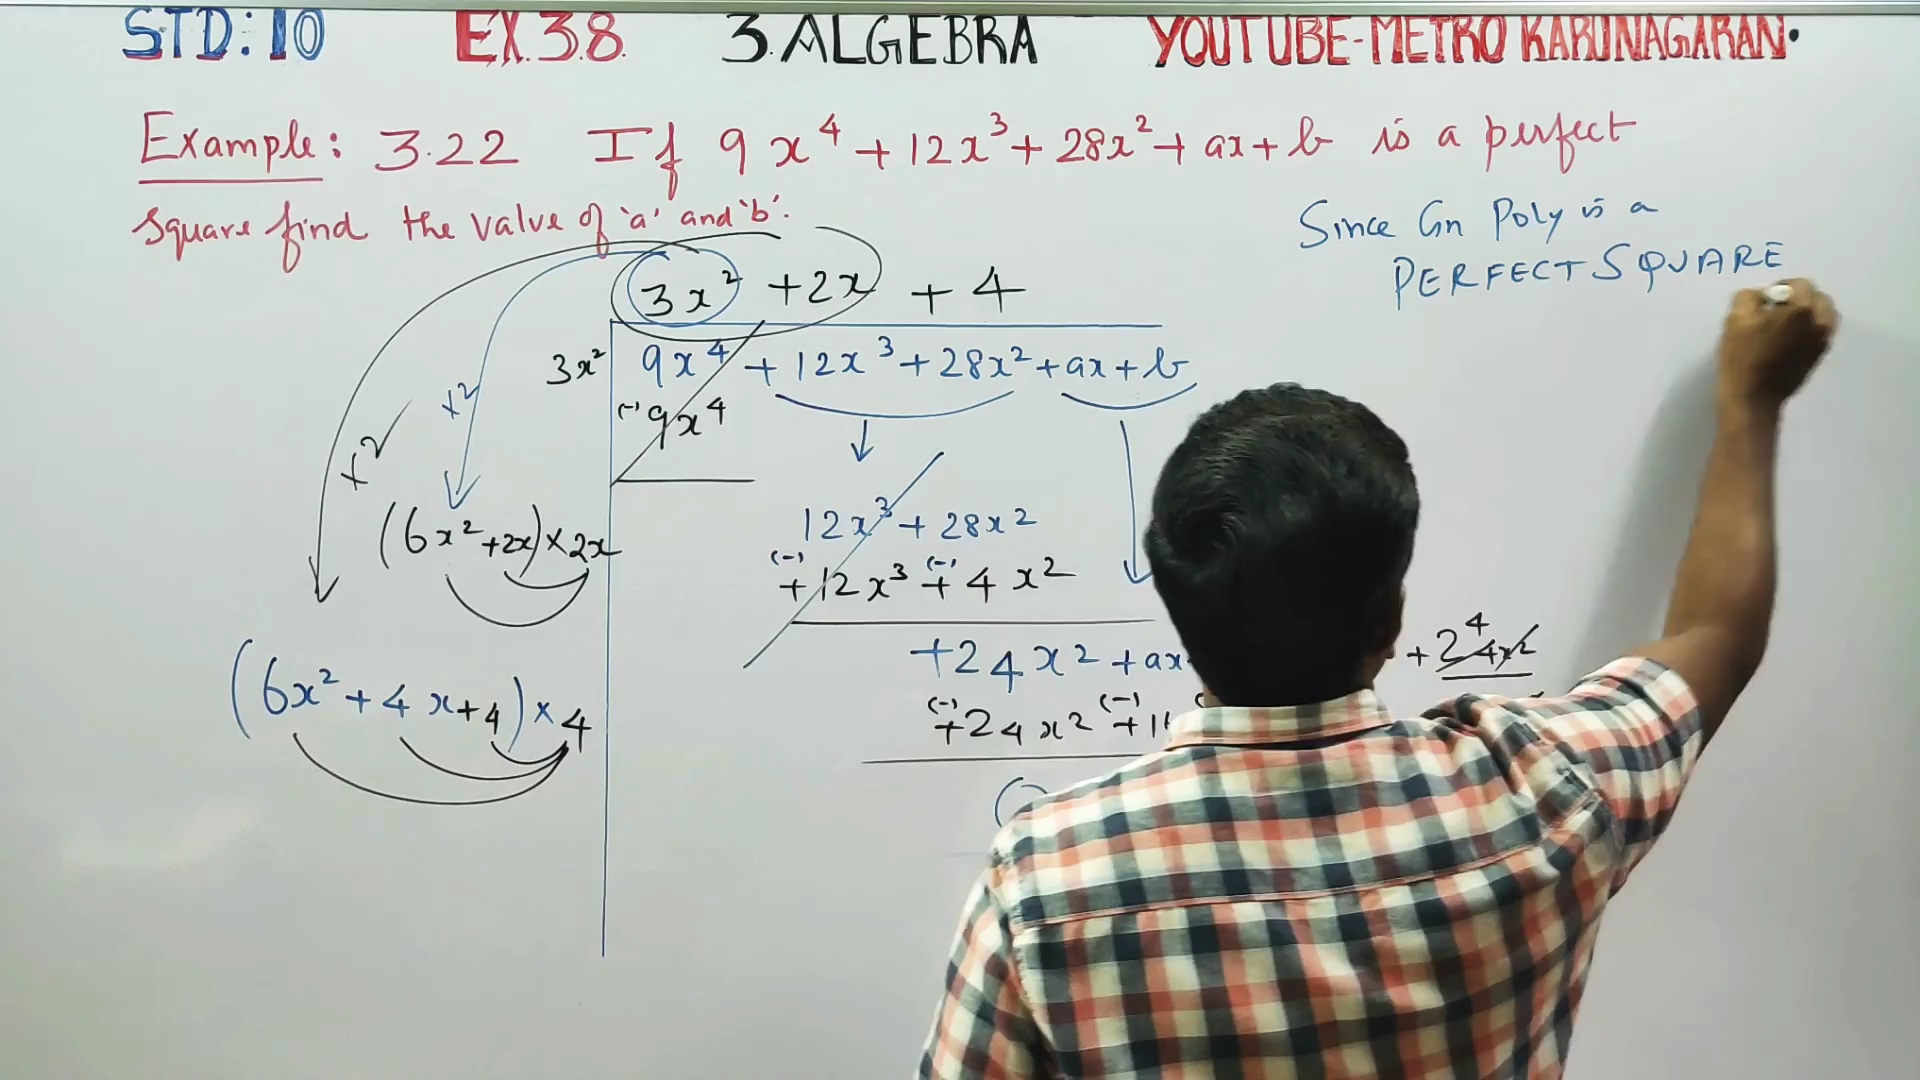 STD: 10 EX.3.8. 3.ALGEBRA YOUTUBE-METRO KARUNAGARAN.
Example: 3.22 If 9x⁴ + 12x³ + 28x² + ax + b is a perfect
square find the value of 'a' and 'b'.
Since Gn Poly is a
PERFECT SQUARE
3x² + 2x + 4
3x² 9x⁴ + 12x³ + 28x² + ax + b
(-) 9x⁴
×2 ×2
12x³ + 28x²
(6x² + 2x) × 2x
(-) (-)
+12x³ + 4x²
+24x² + ax
+24x² 4
(6x² + 4x + 4) × 4
(-) (-)
+24x²